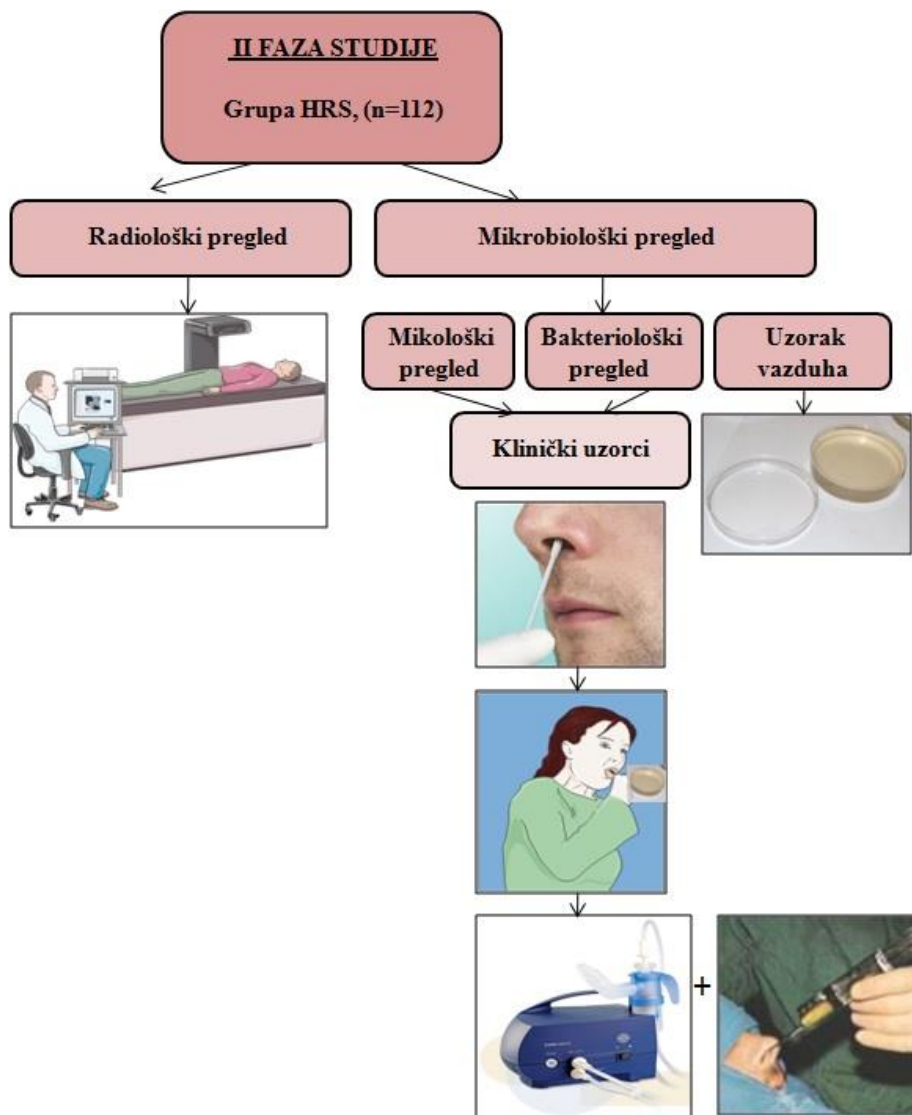 II FAZA STUDIJE
Grupa HRS, (n=112)
Radiološki pregled
Mikrobiološki pregled
Mikološki
pregled
Bakteriološki
pregled
Uzorak
vazduha
Klinički uzorci
+